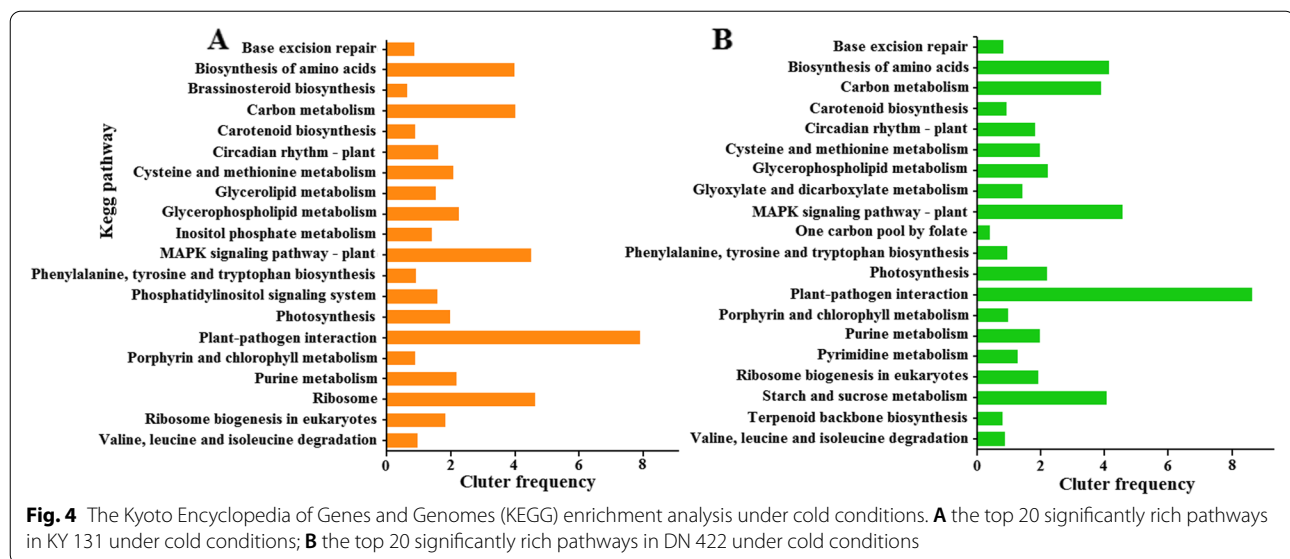 A
Kegg pathway
Base excision repair
Biosynthesis of amino acids
Brassinosteroid biosynthesis
Carbon metabolism
Carotenoid biosynthesis
Circadian rhythm - plant
Cysteine and methionine metabolism
Glycerolipid metabolism
Glycerophospholipid metabolism
Inositol phosphate metabolism
MAPK signaling pathway - plant
Phenylalanine, tyrosine and tryptophan biosynthesis
Phosphatidylinositol signaling system
Photosynthesis
Plant-pathogen interaction
Porphyrin and chlorophyll metabolism
Purine metabolism
Ribosome
Ribosome biogenesis in eukaryotes
Valine, leucine and isoleucine degradation
0 2 4 6 8
Cluter frequency
B
Base excision repair
Biosynthesis of amino acids
Carbon metabolism
Carotenoid biosynthesis
Circadian rhythm - plant
Cysteine and methionine metabolism
Glycerophospholipid metabolism
Glyoxylate and dicarboxylate metabolism
MAPK signaling pathway - plant
One carbon pool by folate
Phenylalanine, tyrosine and tryptophan biosynthesis
Photosynthesis
Plant-pathogen interaction
Porphyrin and chlorophyll metabolism
Purine metabolism
Pyrimidine metabolism
Ribosome biogenesis in eukaryotes
Starch and sucrose metabolism
Terpenoid backbone biosynthesis
Valine, leucine and isoleucine degradation
0 2 4 6 8
Cluter frequency
Fig. 4 The Kyoto Encyclopedia of Genes and Genomes (KEGG) enrichment analysis under cold conditions. A the top 20 significantly rich pathways
in KY 131 under cold conditions; B the top 20 significantly rich pathways in DN 422 under cold conditions